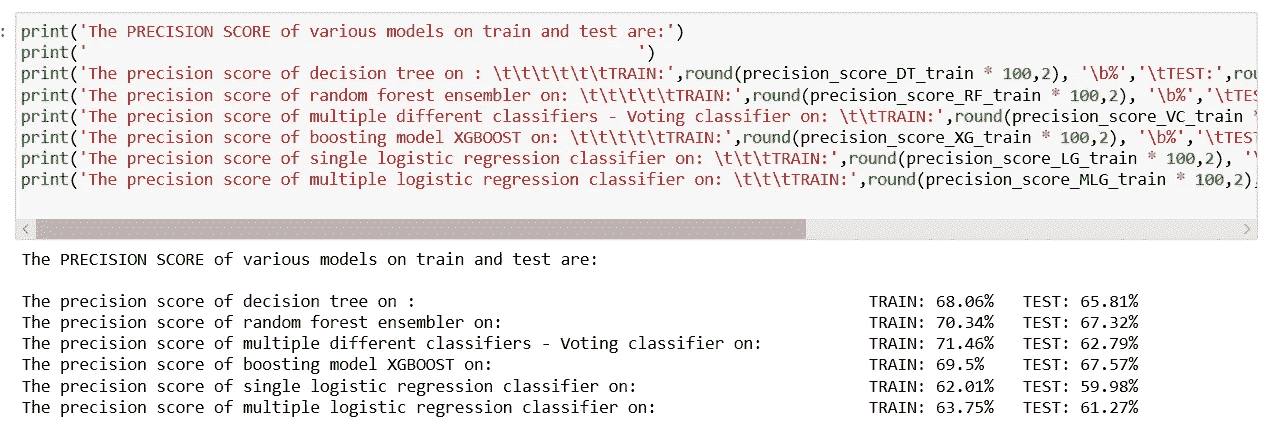 : print('The PRECISION SCORE of various models on train and test are:')
print(' ')
print('The precision score of decision tree on : \t\t\t\t\t\tTRAIN:',round(precision_score_DT_train * 100,2), '\b%','\tTEST:',rou
print('The precision score of random forest ensembler on: \t\t\t\t\tTRAIN:',round(precision_score_RF_train * 100,2), '\b%','\tTES
print('The precision score of multiple different classifiers - Voting classifier on: \t\tTRAIN:',round(precision_score_VC_train *
print('The precision score of boosting model XGBOOST on: \t\t\t\t\tTRAIN:',round(precision_score_XG_train * 100,2), '\b%','\tTEST
print('The precision score of single logistic regression classifier on: \t\t\tTRAIN:',round(precision_score_LG_train * 100,2), '\
print('The precision score of multiple logistic regression classifier on: \t\t\tTRAIN:',round(precision_score_MLG_train * 100,2),
The PRECISION SCORE of various models on train and test are:
The precision score of decision tree on : TRAIN: 68.06% TEST: 65.81%
The precision score of random forest ensembler on: TRAIN: 70.34% TEST: 67.32%
The precision score of multiple different classifiers - Voting classifier on: TRAIN: 71.46% TEST: 62.79%
The precision score of boosting model XGBOOST on: TRAIN: 69.5% TEST: 67.57%
The precision score of single logistic regression classifier on: TRAIN: 62.01% TEST: 59.98%
The precision score of multiple logistic regression classifier on: TRAIN: 63.75% TEST: 61.27%